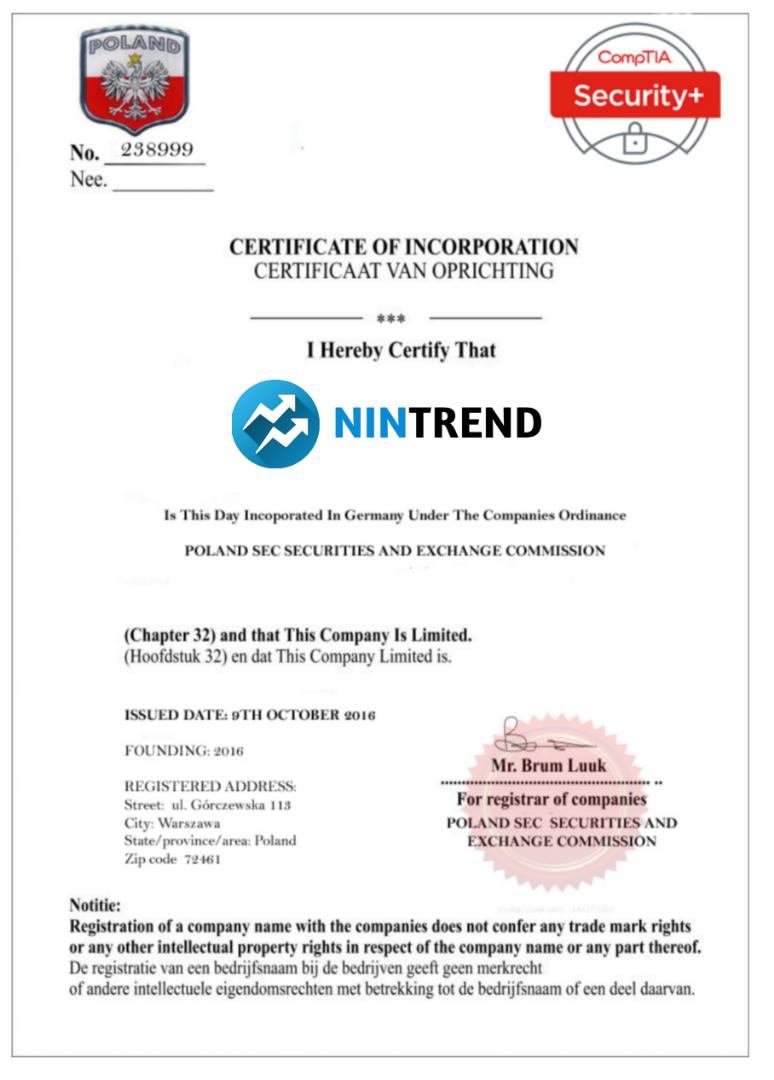 POLAND
CompTIA
Security+
No. 238999
Nee.
CERTIFICATE OF INCORPORATION
CERTIFICAAT VAN OPRICHTING
***
I Hereby Certify That
NINTREND
Is This Day Incoporated In Germany Under The Companies Ordinance
POLAND SEC SECURITIES AND EXCHANGE COMMISSION
(Chapter 32) and that This Company Is Limited.
(Hoofdstuk 32) en dat This Company Limited is.
ISSUED DATE: 9TH OCTOBER 2016
FOUNDING: 2016
REGISTERED ADDRESS:
Street: ul. Górczewska 113
City: Warszawa
State/province/area: Poland
Zip code 72461
Mr. Brum Luuk
For registrar of companies
POLAND SEC SECURITIES AND
EXCHANGE COMMISSION
Notitie:
Registration of a company name with the companies does not confer any trade mark rights
or any other intellectual property rights in respect of the company name or any part thereof.
De registratie van een bedrijfsnaam bij de bedrijven geeft geen merkrecht
of andere intellectuele eigendomsrechten met betrekking tot de bedrijfsnaam of een deel daarvan.